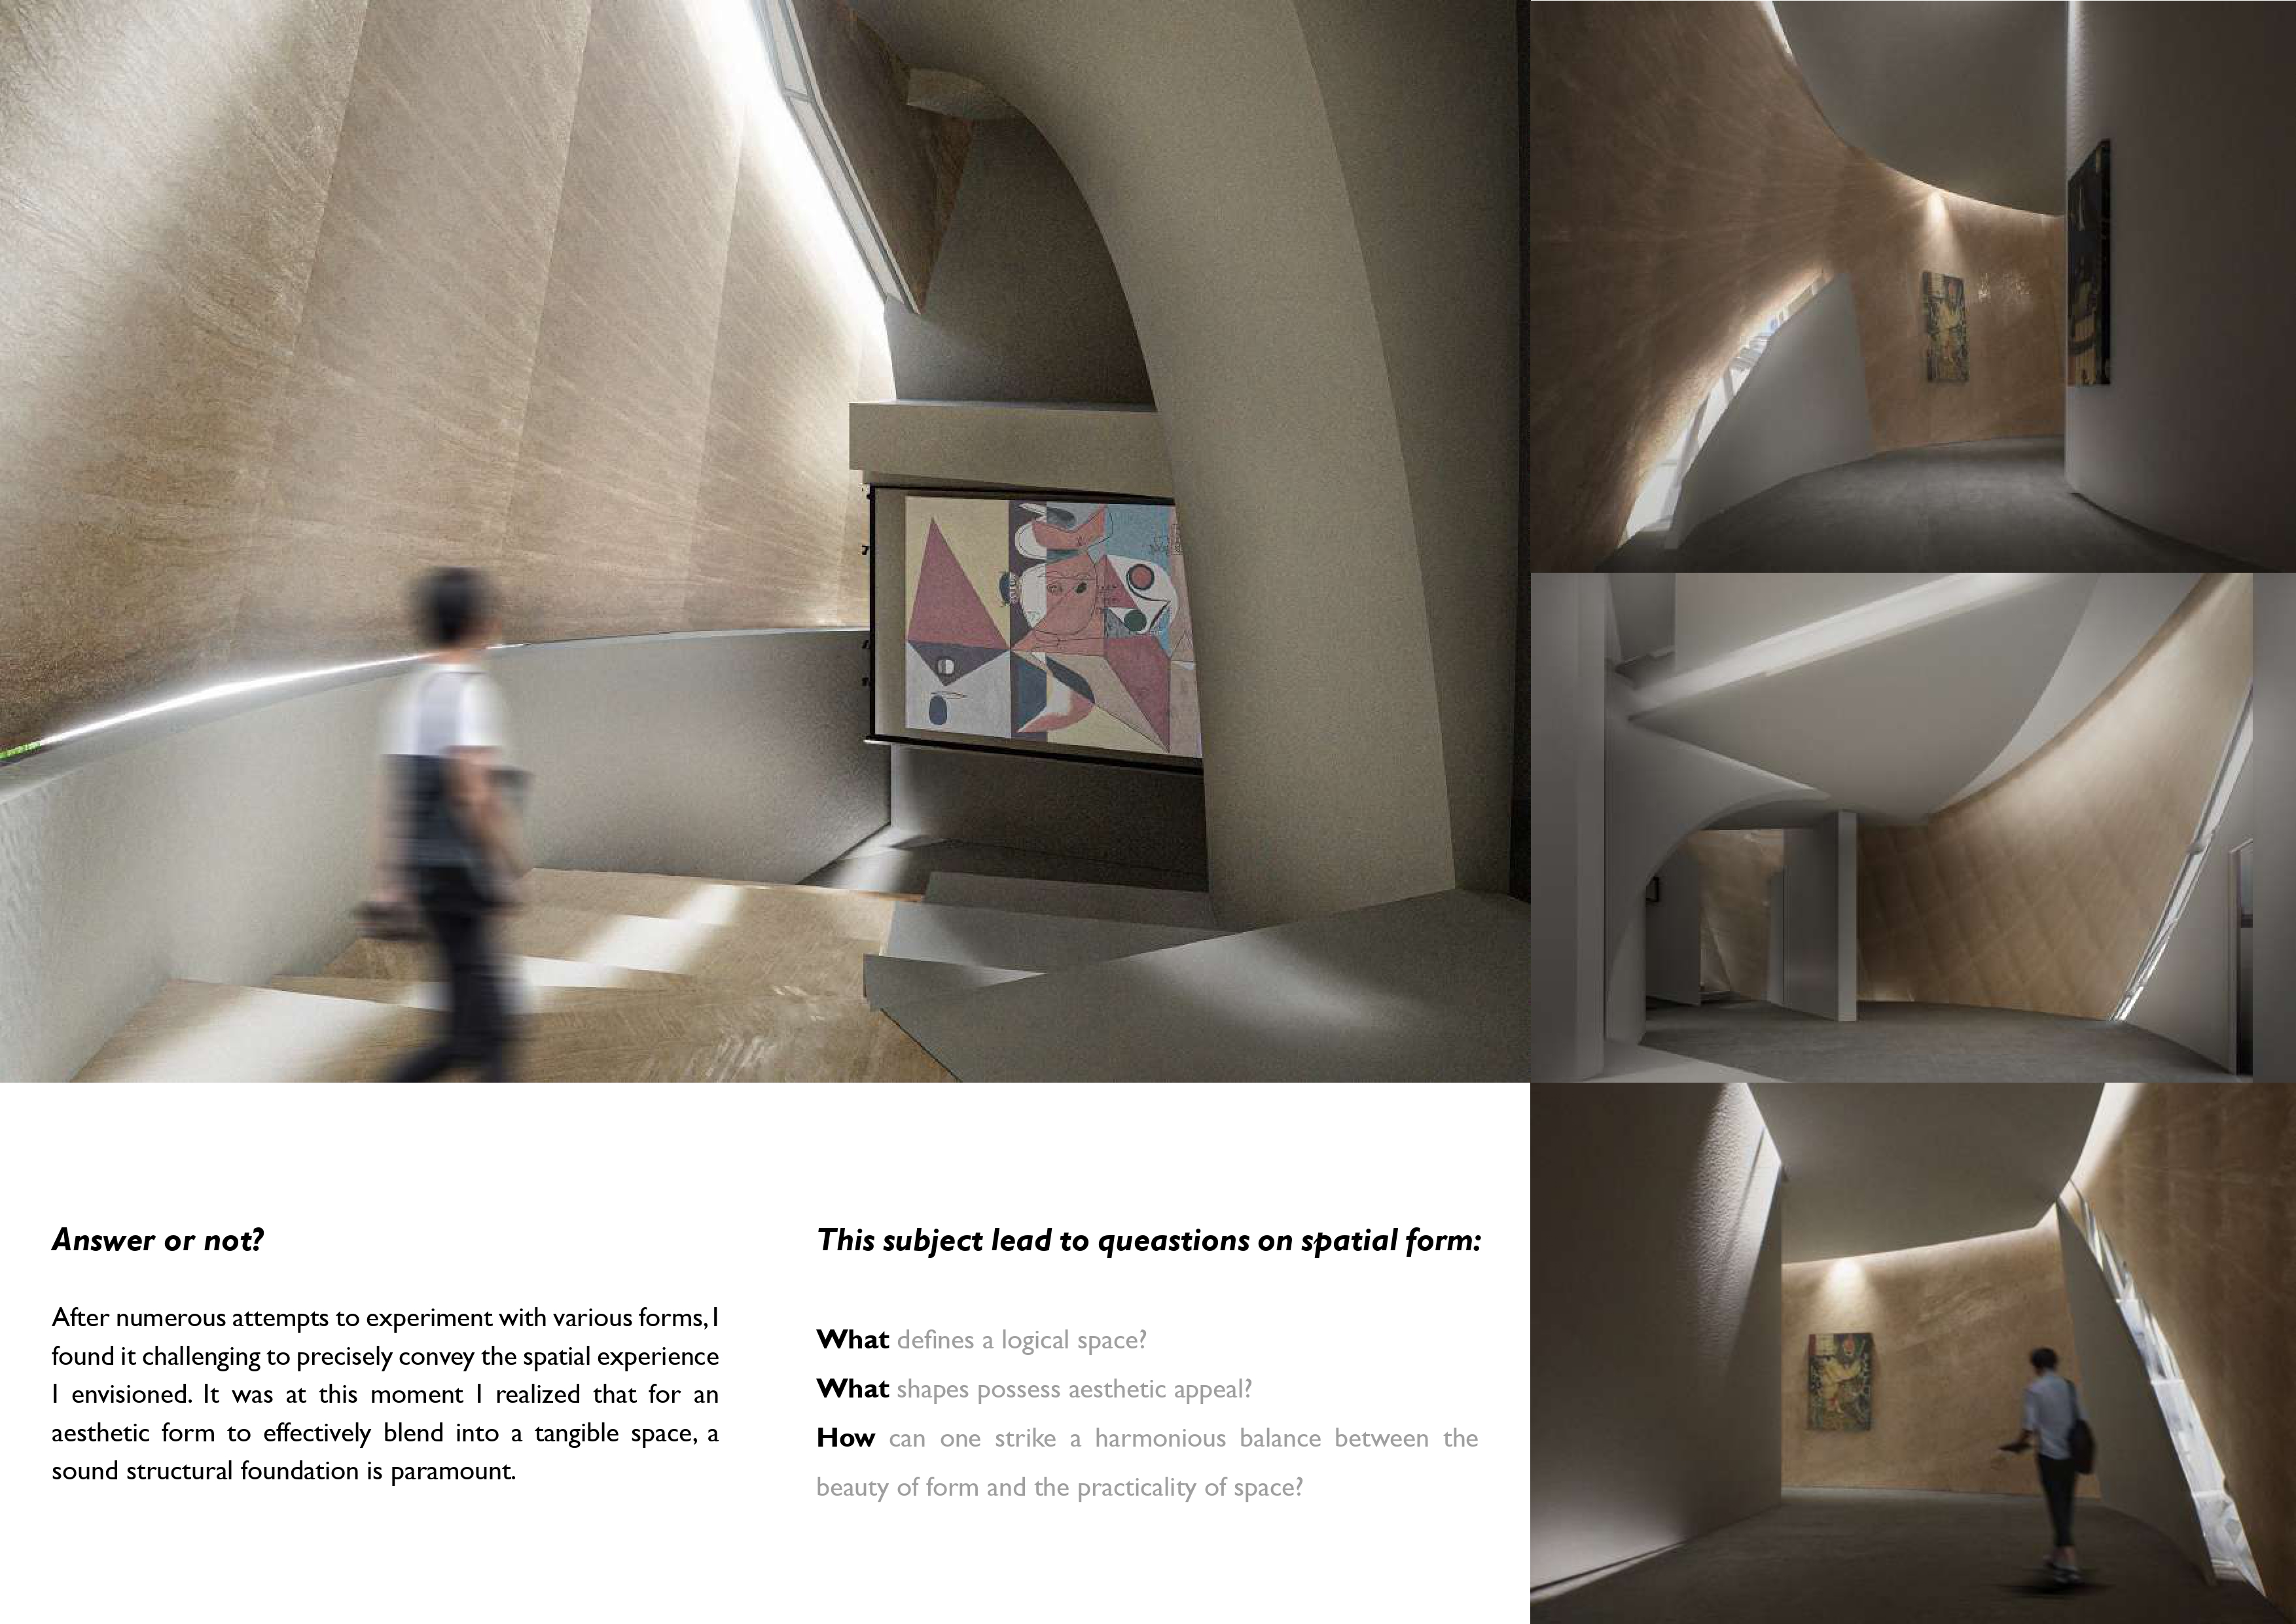 Answer or not?
After numerous attempts to experiment with various forms, I
found it challenging to precisely convey the spatial experience
I envisioned. It was at this moment I realized that for an
aesthetic form to effectively blend into a tangible space, a
sound structural foundation is paramount.
This subject lead to queastions on spatial form:
What defines a logical space?
What shapes possess aesthetic appeal?
How can one strike a harmonious balance between the
beauty of form and the practicality of space?